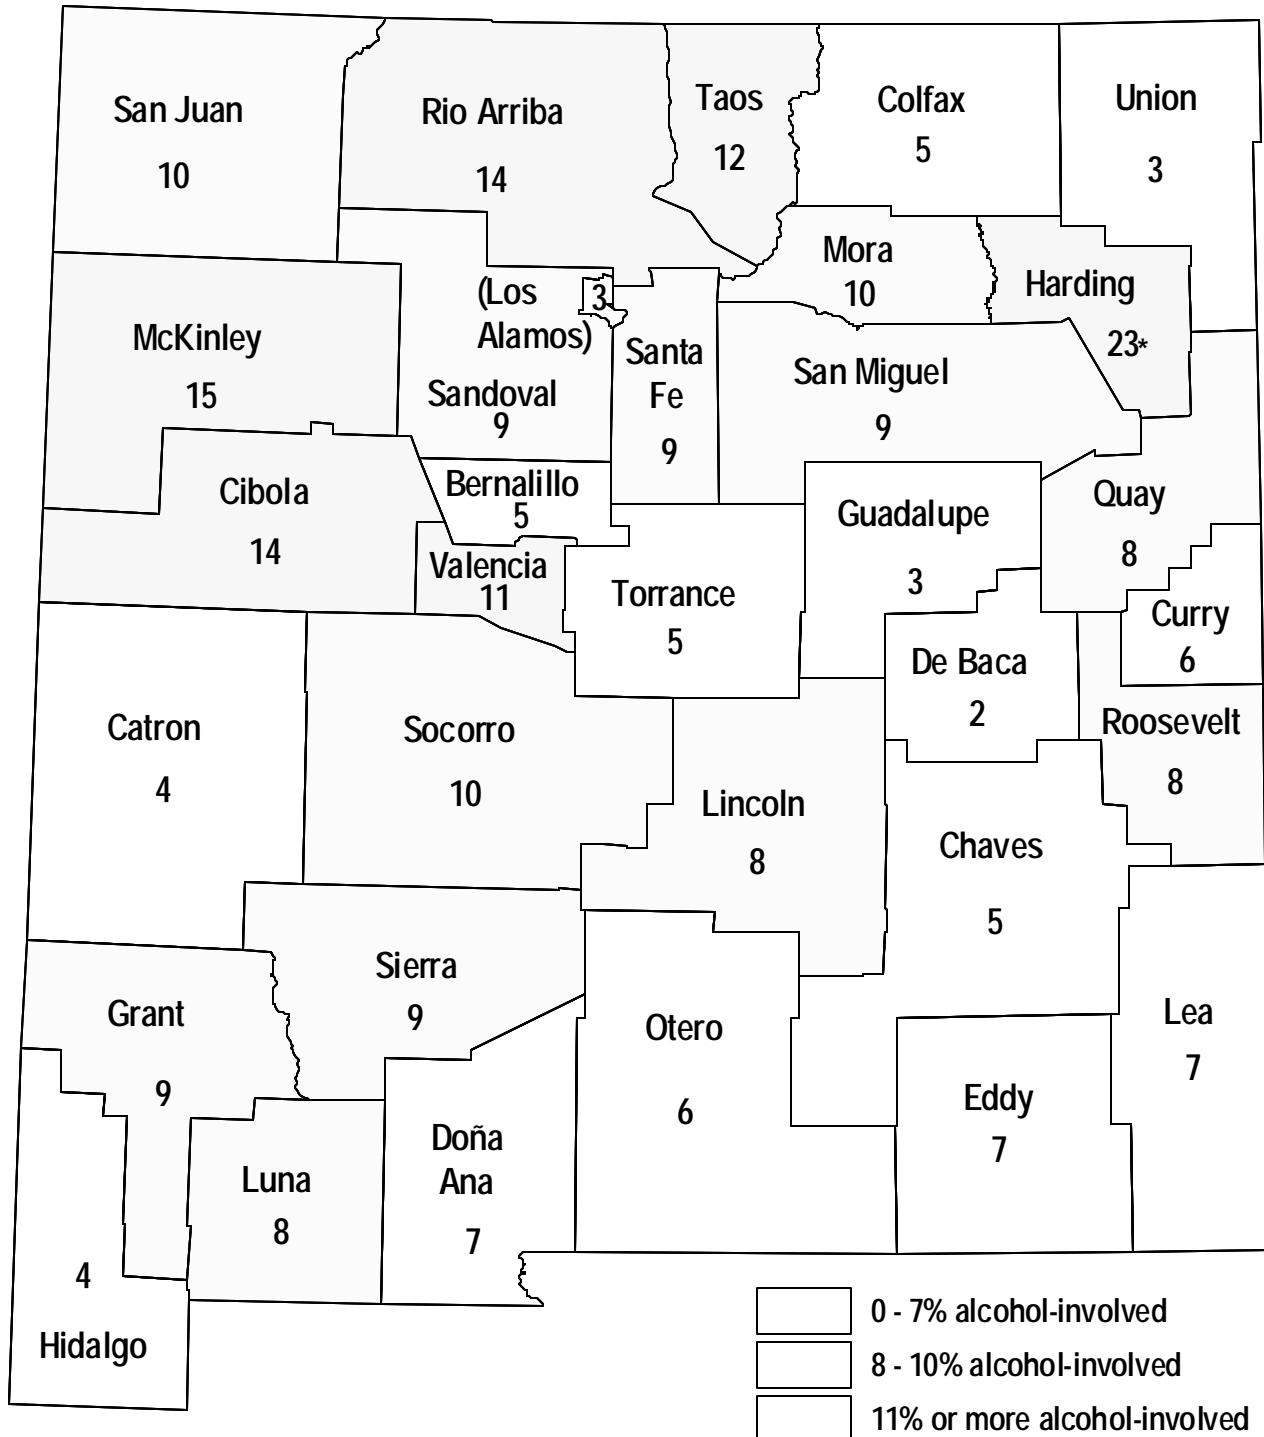 San Juan
10
Rio Arriba
14
Taos
12
Colfax
5
Union
3
Mora
10
Harding
23*
(Los
Alamos)
3
McKinley
15
Sandoval
9
Santa
Fe
9
San Miguel
9
Cibola
14
Bernalillo
5
Valencia
11
Torrance
5
Guadalupe
3
Quay
8
Curry
6
De Baca
2
Roosevelt
8
Catron
4
Socorro
10
Lincoln
8
Chaves
5
Sierra
9
Grant
9
Otero
6
Lea
7
Eddy
7
Doña
Ana
7
Luna
8
4
Hidalgo
0 - 7% alcohol-involved
8 - 10% alcohol-involved
11% or more alcohol-involved